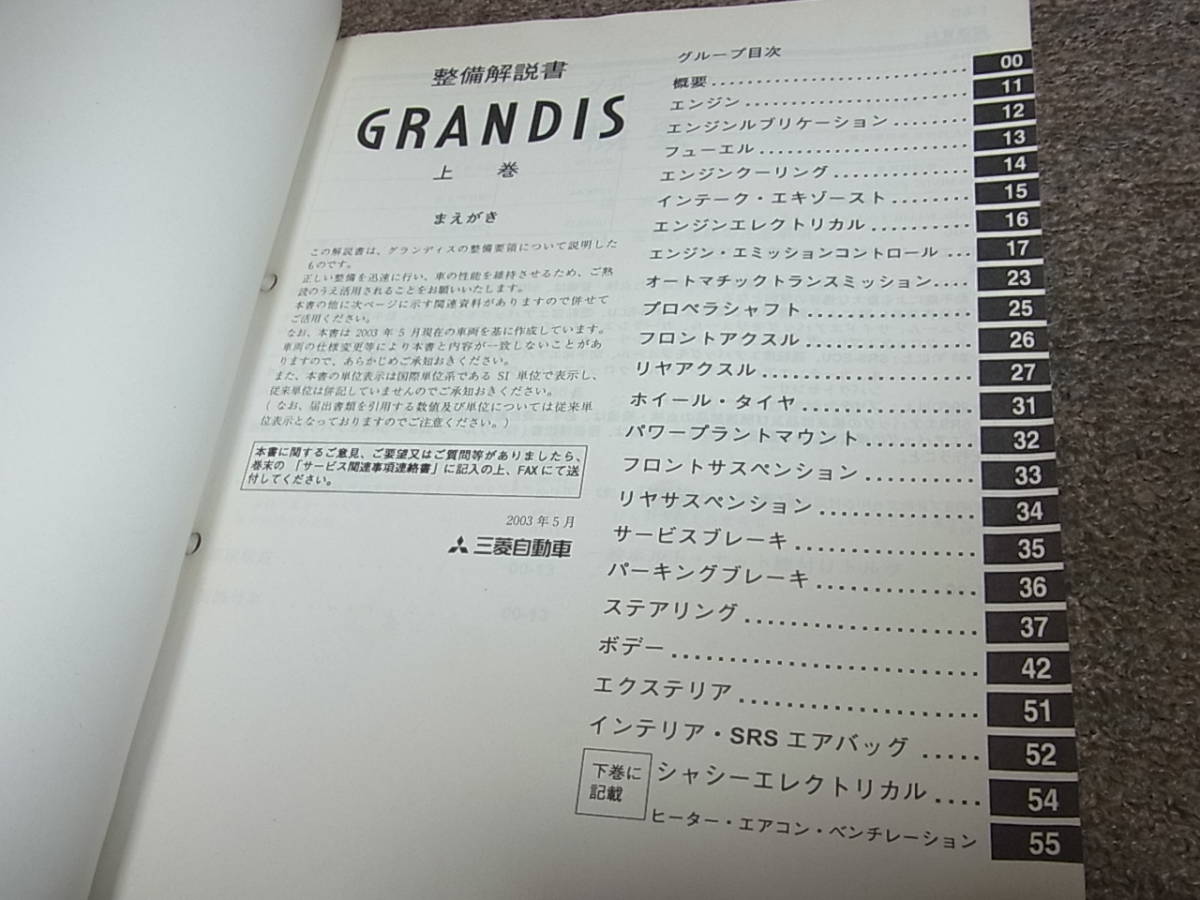 整備解説書
GRANDIS
上 巻
まえがき
この解説書は、グランディスの整備要領について説明した
ものです。
正しい整備を迅速に行い、車の性能を維持させるため、ご熟
読のうえ活用されることをお願いいたします。
本書の他に次ページに示す関連資料がありますので併せて
ご活用ください。
なお、本書は 2003 年 5 月現在の車両を基に作成しています。
車両の仕様変更等により本書と内容が一致しないことがあ
りますので、あらかじめご承知おきください。
また、本書の単位表示は国際単位系である SI 単位で表示し、
従来単位は併記していませんのでご承知おきください。
( なお、届出書類を引用する数値及び単位については従来単
位表示となっておりますのでご注意ください。)
本書に関するご意見、ご要望又はご質問等がありましたら、
巻末の 「サービス関連事項連絡書」に記入の上、FAX にて送
付してください。
2003 年 5 月
三菱自動車
グループ目次
概要 00
エンジン 11
エンジンルブリケーション 12
フューエル 13
エンジンクーリング 14
インテーク・エキゾースト 15
エンジンエレクトリカル 16
エンジン・エミッションコントロール 17
オートマチックトランスミッション 23
プロペラシャフト 25
フロントアクスル 26
リヤアクスル 27
ホイール・タイヤ 31
パワープラントマウント 32
フロントサスペンション 33
リヤサスペンション 34
サービスブレーキ 35
パーキングブレーキ 36
ステアリング 37
ボデー 42
エクステリア 51
インテリア・SRS エアバッグ 52
下巻に
記載
シャシーエレクトリカル 54
ヒーター・エアコン・ベンチレーション 55